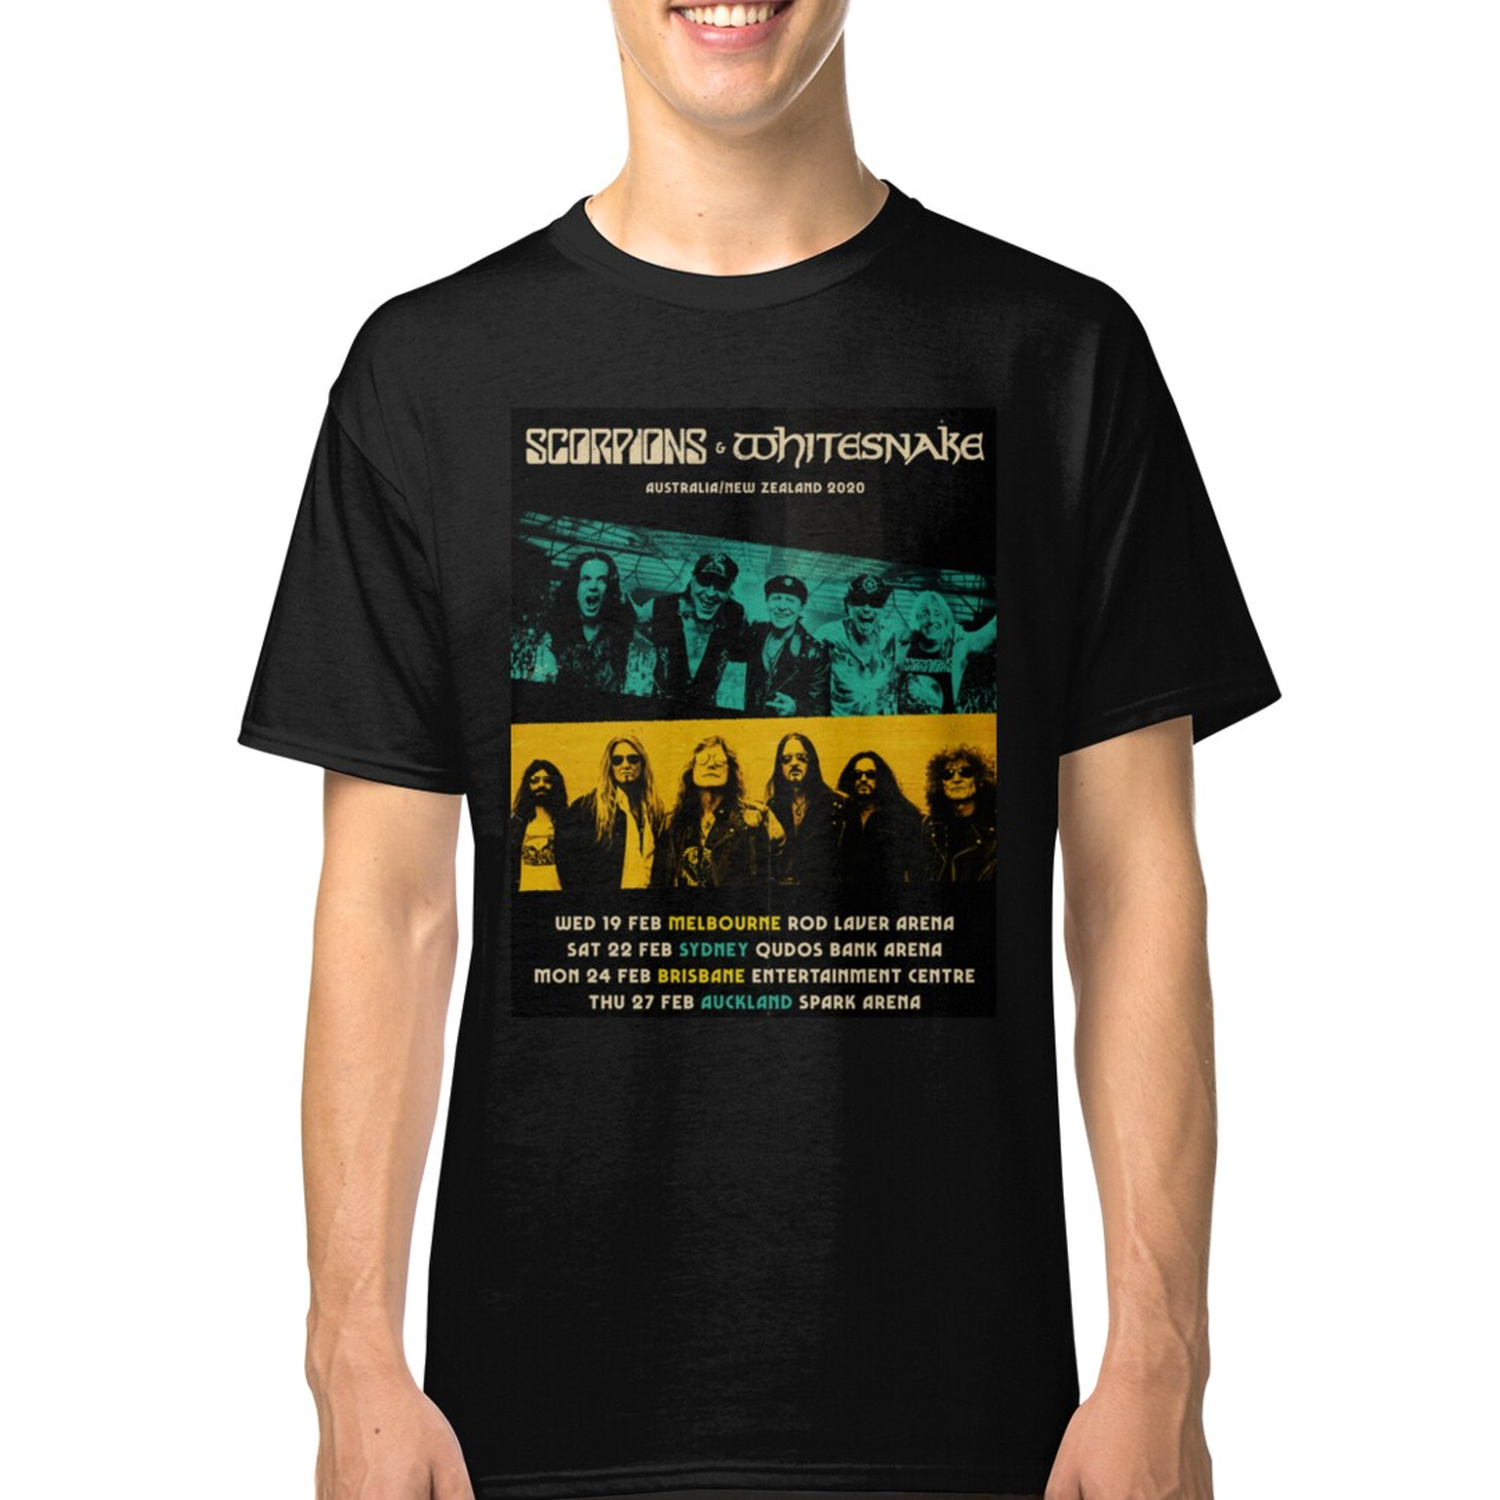 SCORPIONS & WHITESNAKE
AUSTRALIA/NEW ZEALAND 2020
SCORPIONS
WED 19 FEB MELBOURNE ROD LAVER ARENA
SAT 22 FEB SYDNEY QUDOS BANK ARENA
MON 24 FEB BRISBANE ENTERTAINMENT CENTRE
THU 27 FEB AUCKLAND SPARK ARENA